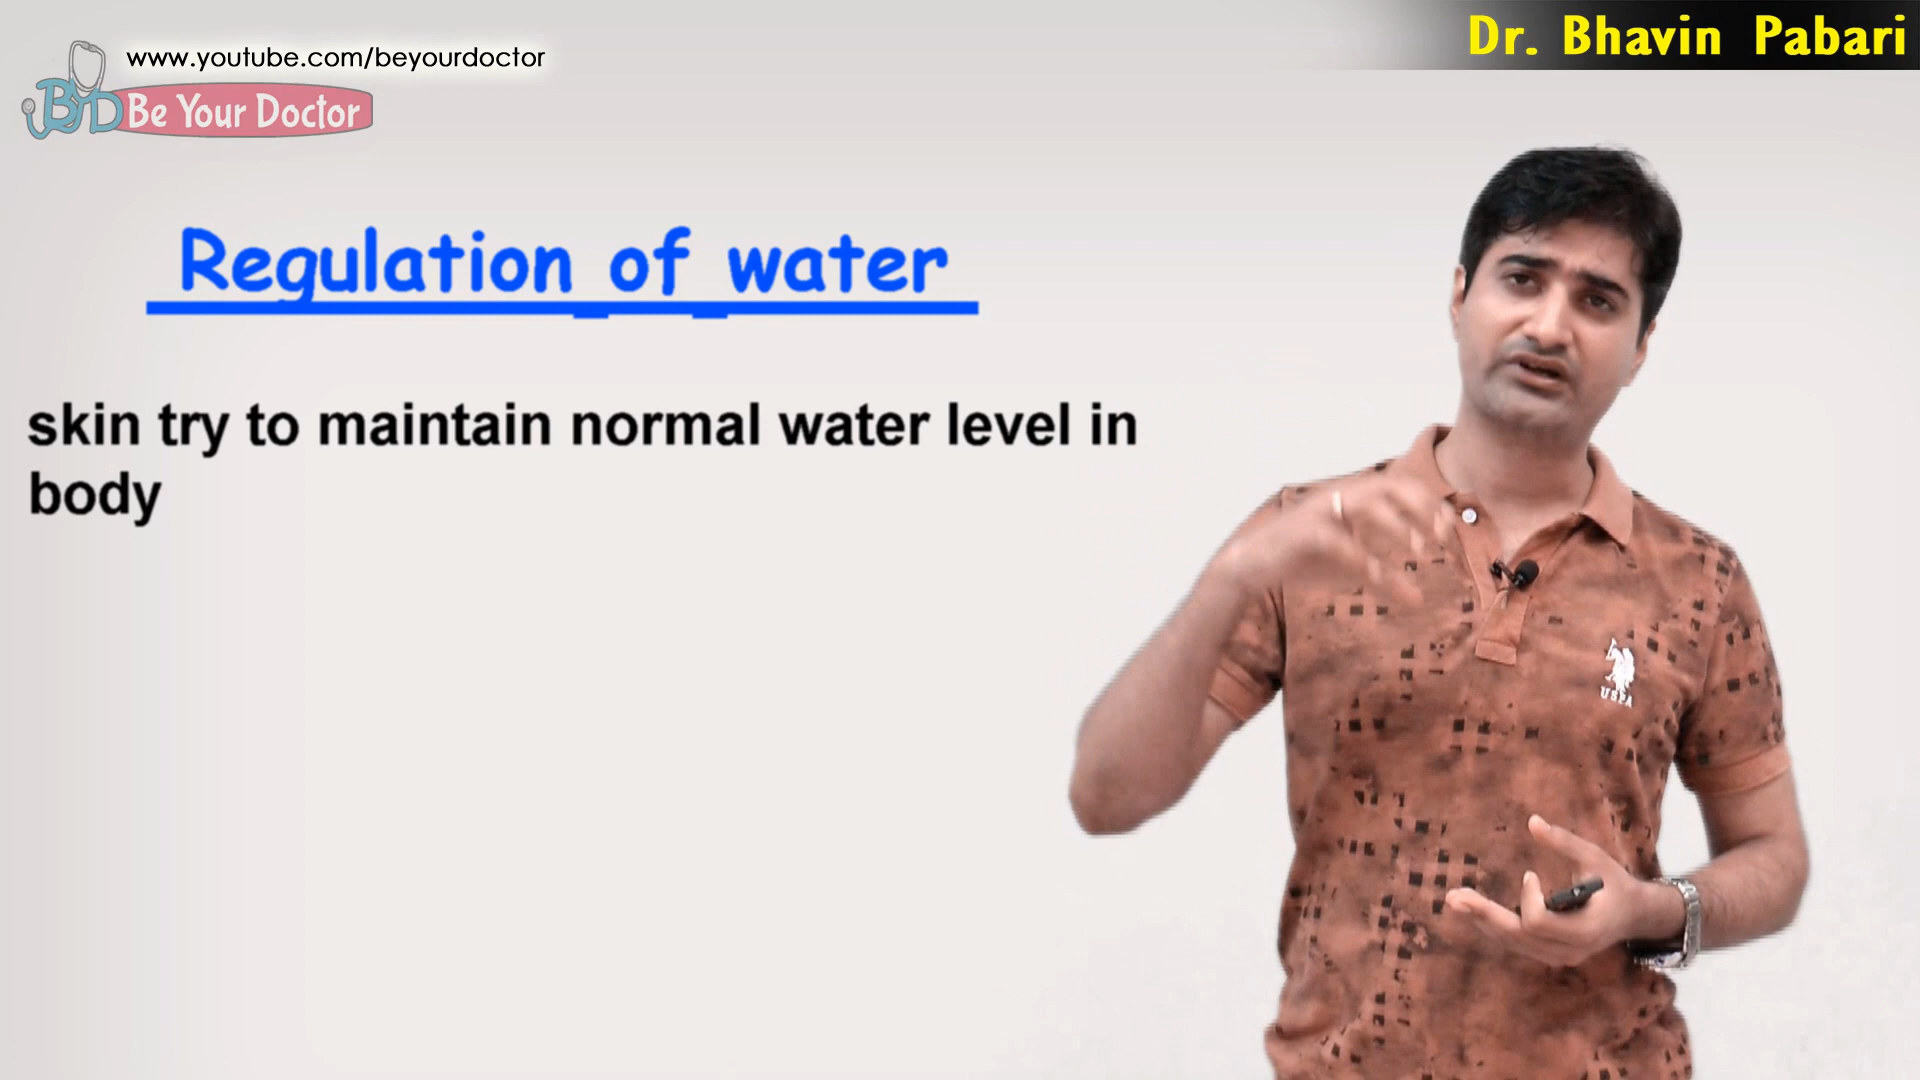 www.youtube.com/beyourdoctor
Dr. Bhavin Pabari
BYD Be Your Doctor
Regulation of water
skin try to maintain normal water level in
body
USPA